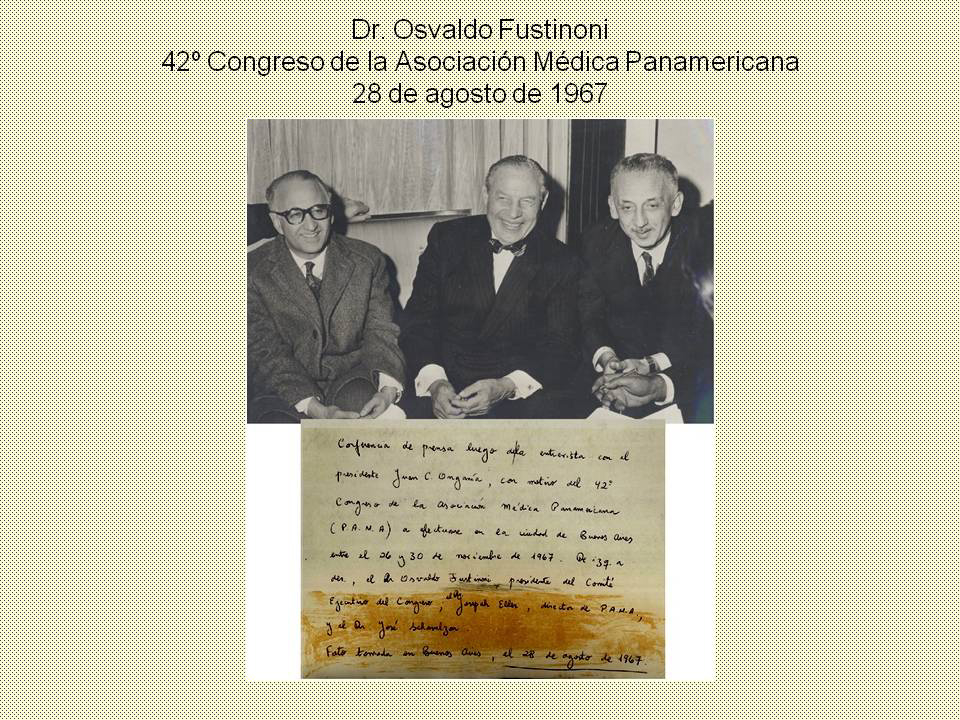 Dr. Osvaldo Fustinoni
42º Congreso de la Asociación Médica Panamericana
28 de agosto de 1967
Conferencia de prensa luego de la entrevista con el
presidente Juan C. Onganía, con motivo del 42º
Congreso de la Asociación Médica Panamericana
(P.A.M.A) a efectuarse en la ciudad de Buenos Aires
entre el 26 y 30 de noviembre de 1967. De izq. a
der., el Dr Osvaldo Fustinoni, presidente del Comité
Ejecutivo del Congreso, el Dr Joseph Eller, director de P.A.M.A,
y el Dr. José
Foto tomada en Buenos Aires, el 28 de agosto de 1967.